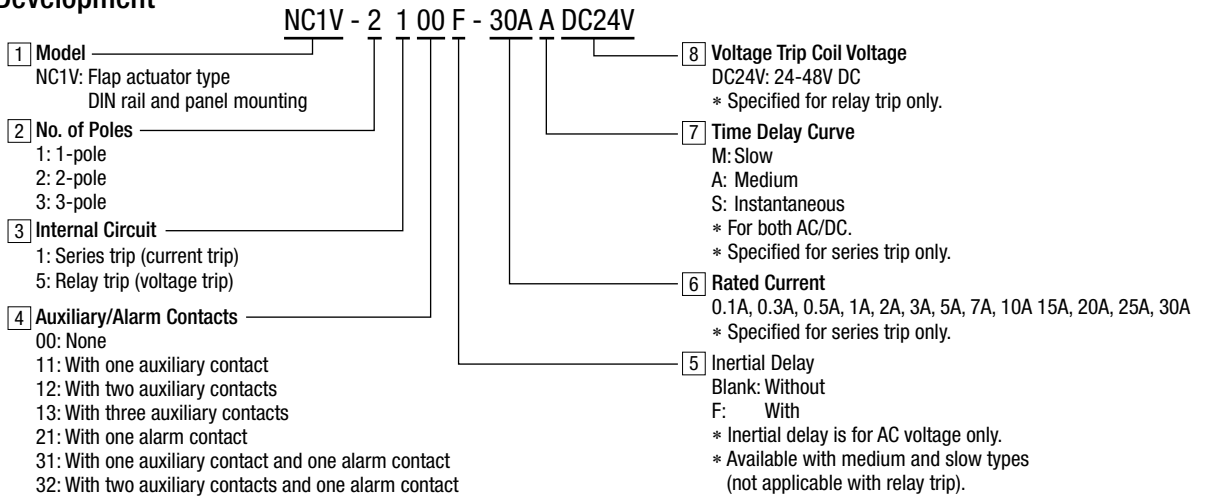 NC1V - 2 1 00 F - 30A A DC24V
1 Model
NC1V: Flap actuator type
DIN rail and panel mounting
2 No. of Poles
1: 1-pole
2: 2-pole
3: 3-pole
3 Internal Circuit
1: Series trip (current trip)
5: Relay trip (voltage trip)
4 Auxiliary/Alarm Contacts
00: None
11: With one auxiliary contact
12: With two auxiliary contacts
13: With three auxiliary contacts
21: With one alarm contact
31: With one auxiliary contact and one alarm contact
32: With two auxiliary contacts and one alarm contact
8 Voltage Trip Coil Voltage
DC24V: 24-48V DC
* Specified for relay trip only.
7 Time Delay Curve
M: Slow
A: Medium
S: Instantaneous
* For both AC/DC.
* Specified for series trip only.
6 Rated Current
0.1A, 0.3A, 0.5A, 1A, 2A, 3A, 5A, 7A, 10A 15A, 20A, 25A, 30A
* Specified for series trip only.
5 Inertial Delay
Blank: Without
F: With
* Inertial delay is for AC voltage only.
* Available with medium and slow types
(not applicable with relay trip).